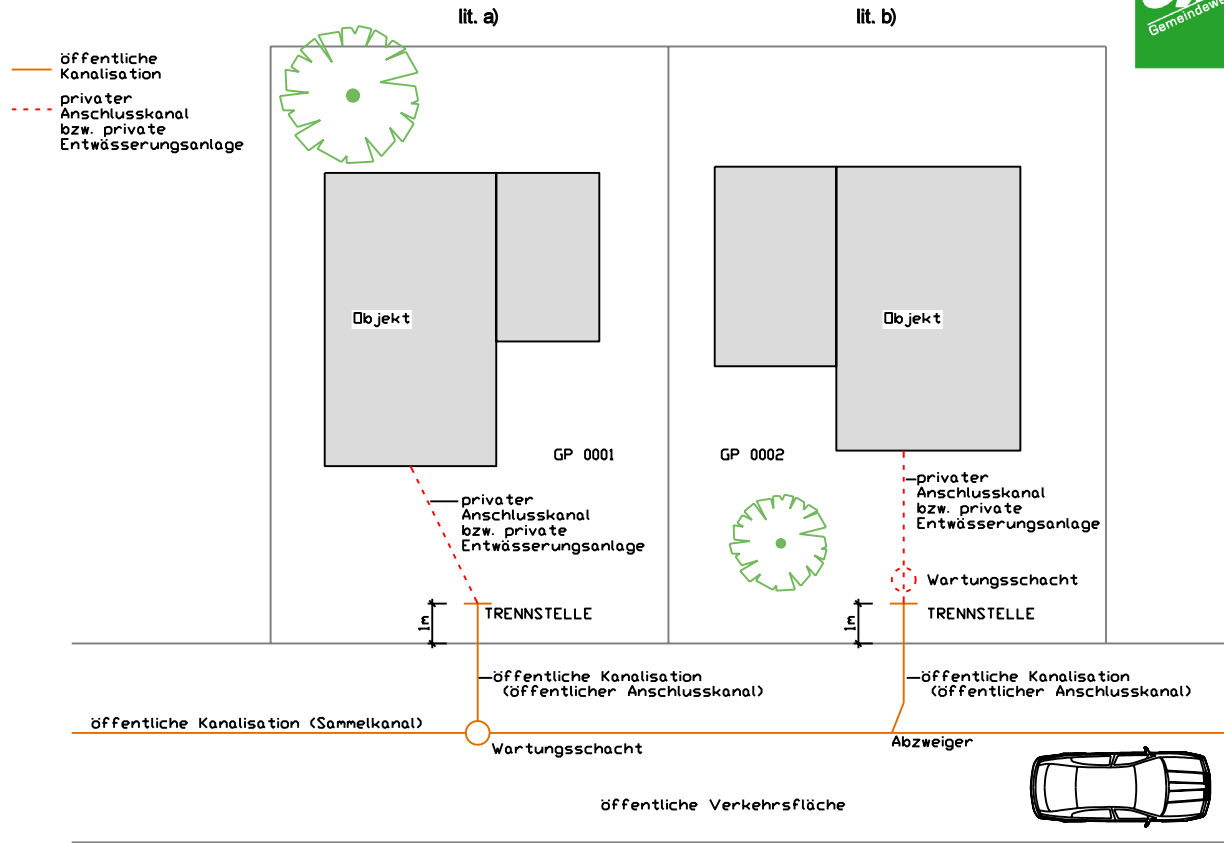 lit. a)
lit. b)
Gemeindewe
öffentliche
Kanalisation
privater
Anschlusskanal
bzw. private
Entwässerungsanlage
Objekt
Objekt
GP 0001
GP 0002
privater
Anschlusskanal
bzw. private
Entwässerungsanlage
privater
Anschlusskanal
bzw. private
Entwässerungsanlage
Wartungsschacht
1m
TRENNSTELLE
1m
TRENNSTELLE
öffentliche Kanalisation
(öffentlicher Anschlusskanal)
öffentliche Kanalisation
(öffentlicher Anschlusskanal)
öffentliche Kanalisation (Sammelkanal)
Wartungsschacht
Abzweiger
öffentliche Verkehrsfläche